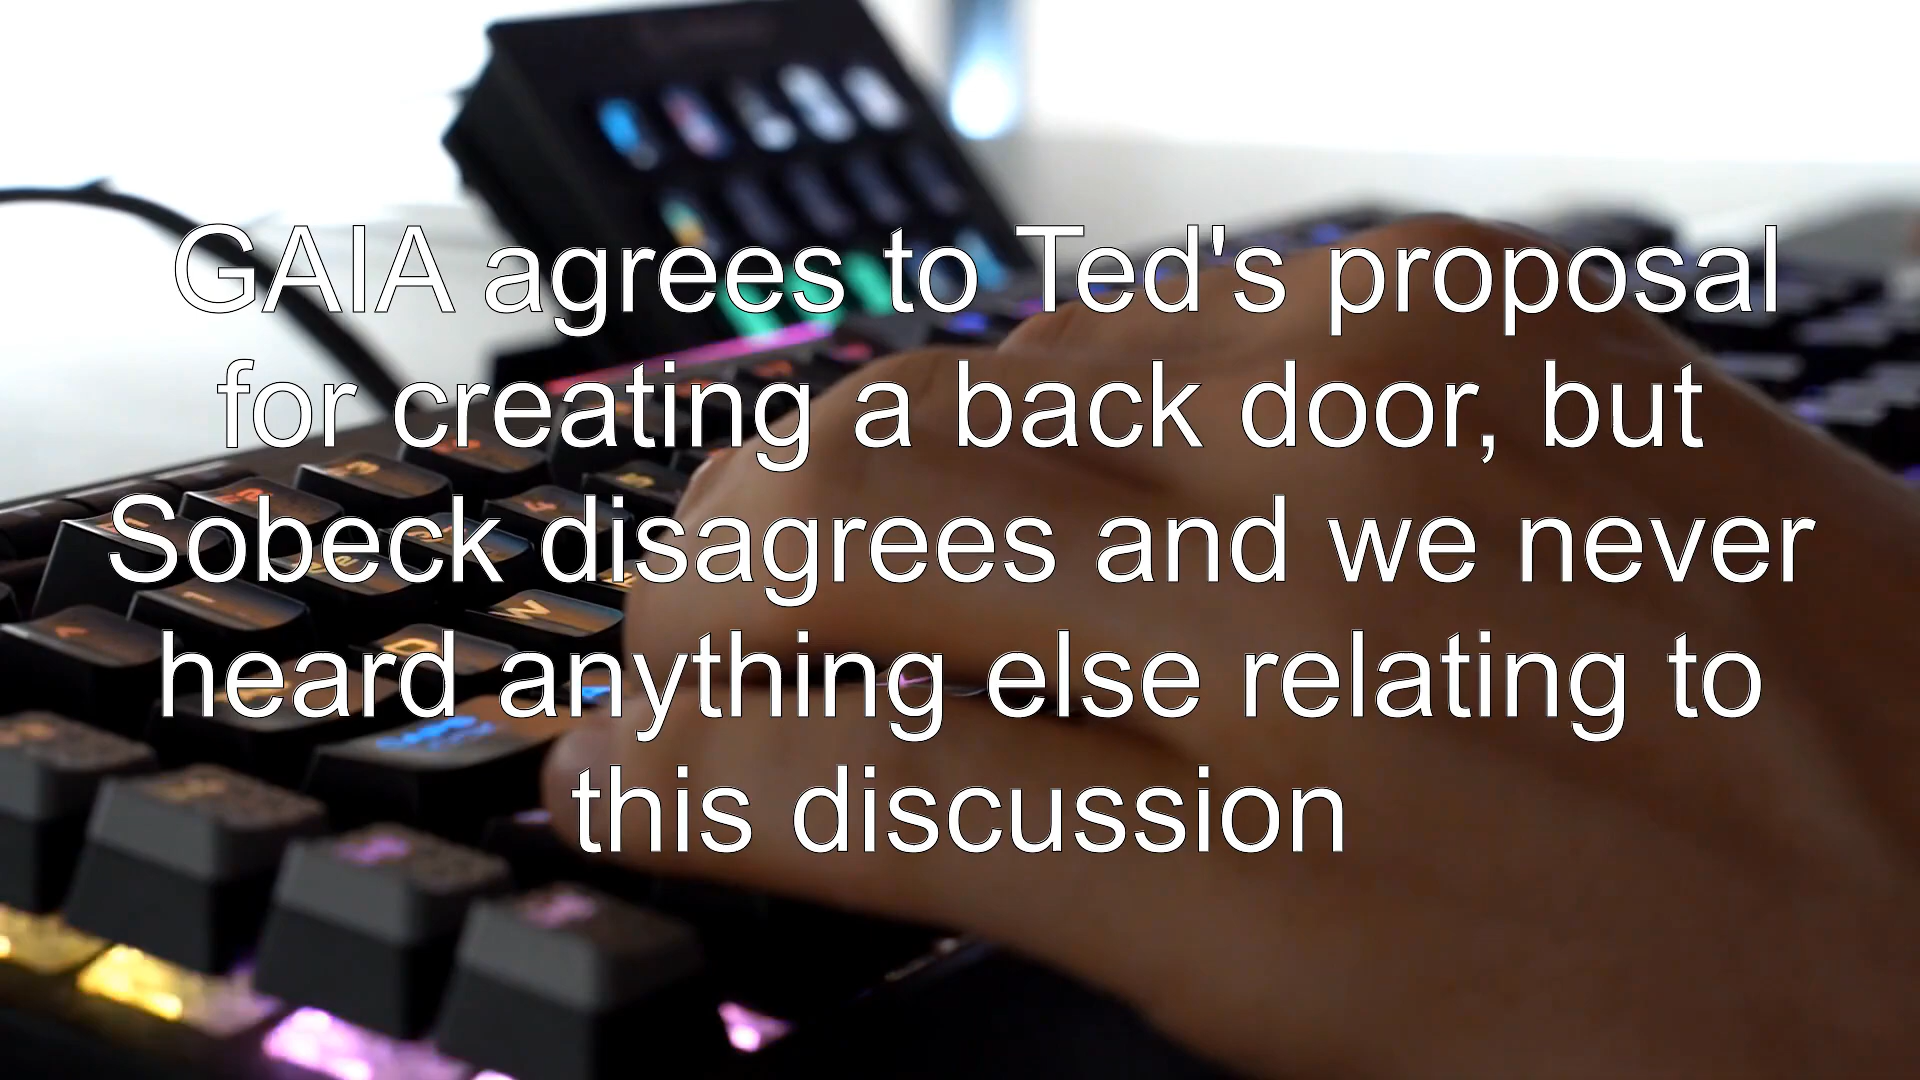 GAIA agrees to Ted's proposal
for creating a back door, but
Sobeck disagrees and we never
heard anything else relating to
this discussion